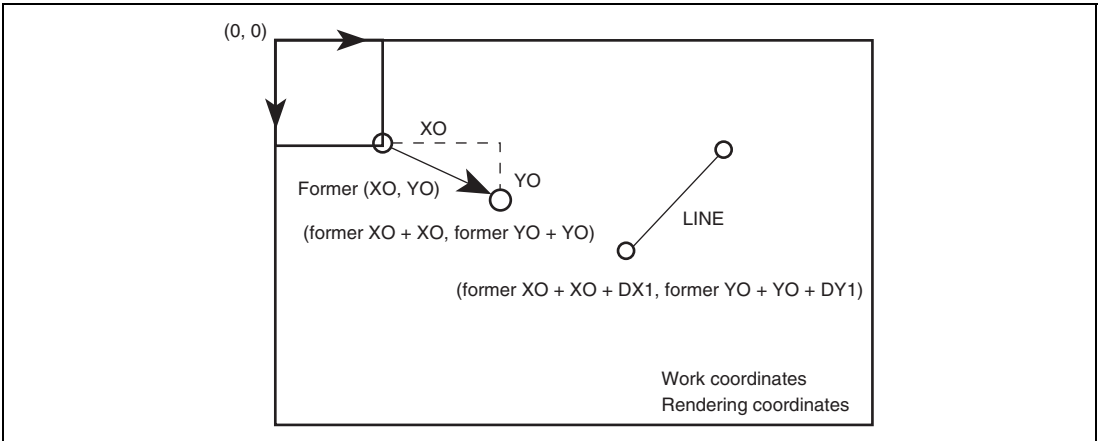 (0, 0)
XO
YO
Former (XO, YO)
(former XO + XO, former YO + YO)
LINE
(former XO + XO + DX1, former YO + YO + DY1)
Work coordinates
Rendering coordinates